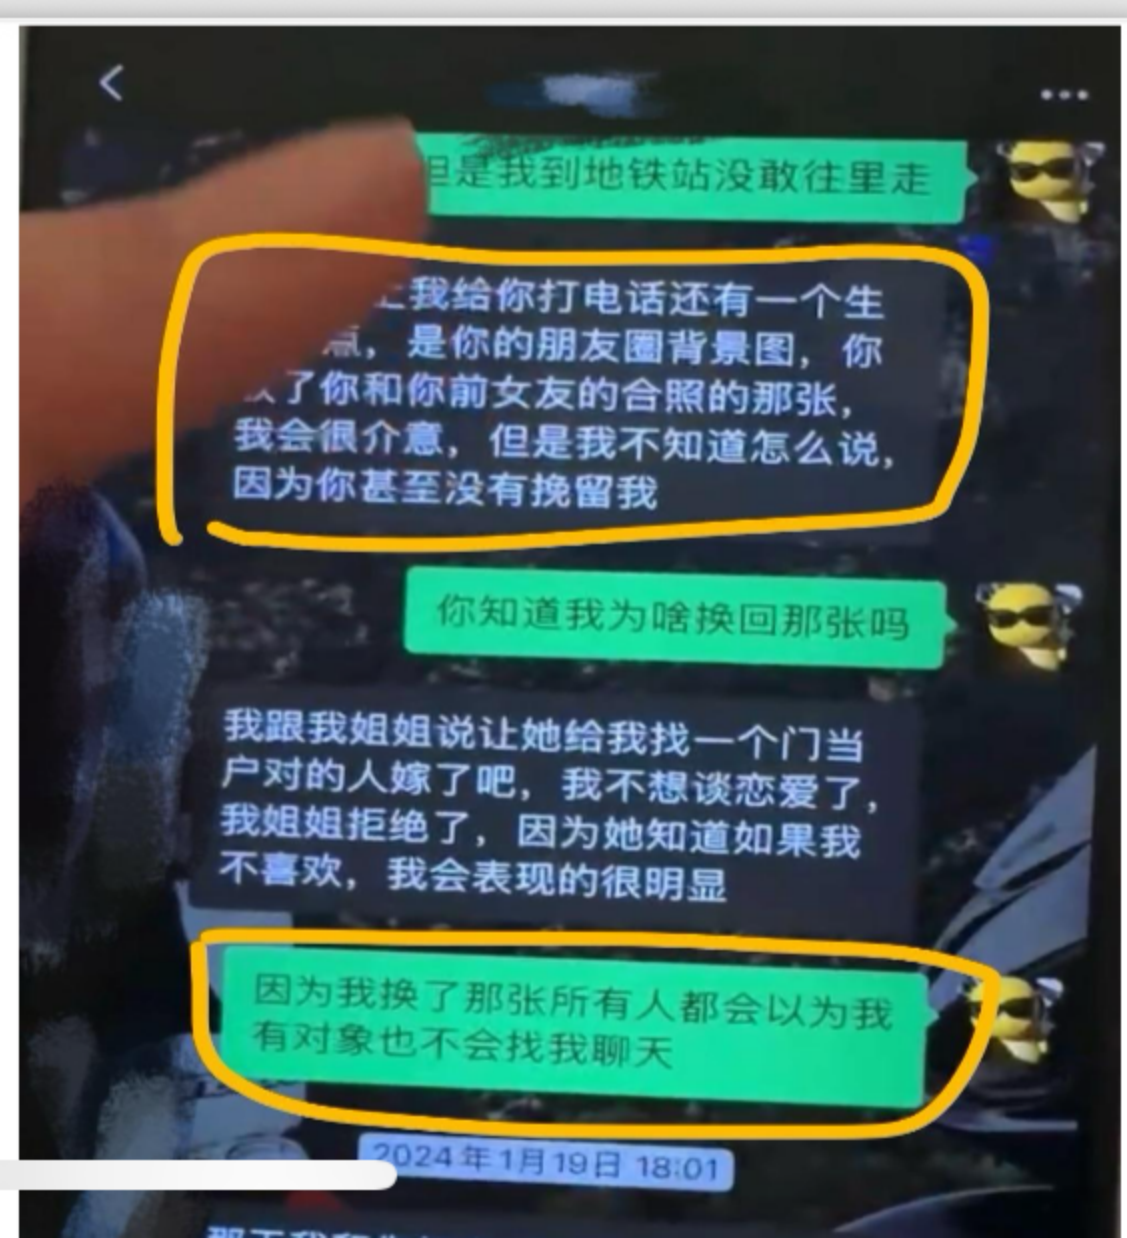 是我到地铁站没敢往里走
我给你打电话还有一个生
，是你的朋友圈背景图，你
了你和你前女友的合照的那张，
我会很介意，但是我不知道怎么说，
因为你甚至没有挽留我
你知道我为啥换回那张吗
我跟我姐姐说让她给我找一个门当
户对的人嫁了吧，我不想谈恋爱了，
我姐姐拒绝了，因为她知道如果我
不喜欢，我会表现的很明显
因为我换了那张所有人都会以为我
有对象也不会找我聊天
2024年1月19日 18:01